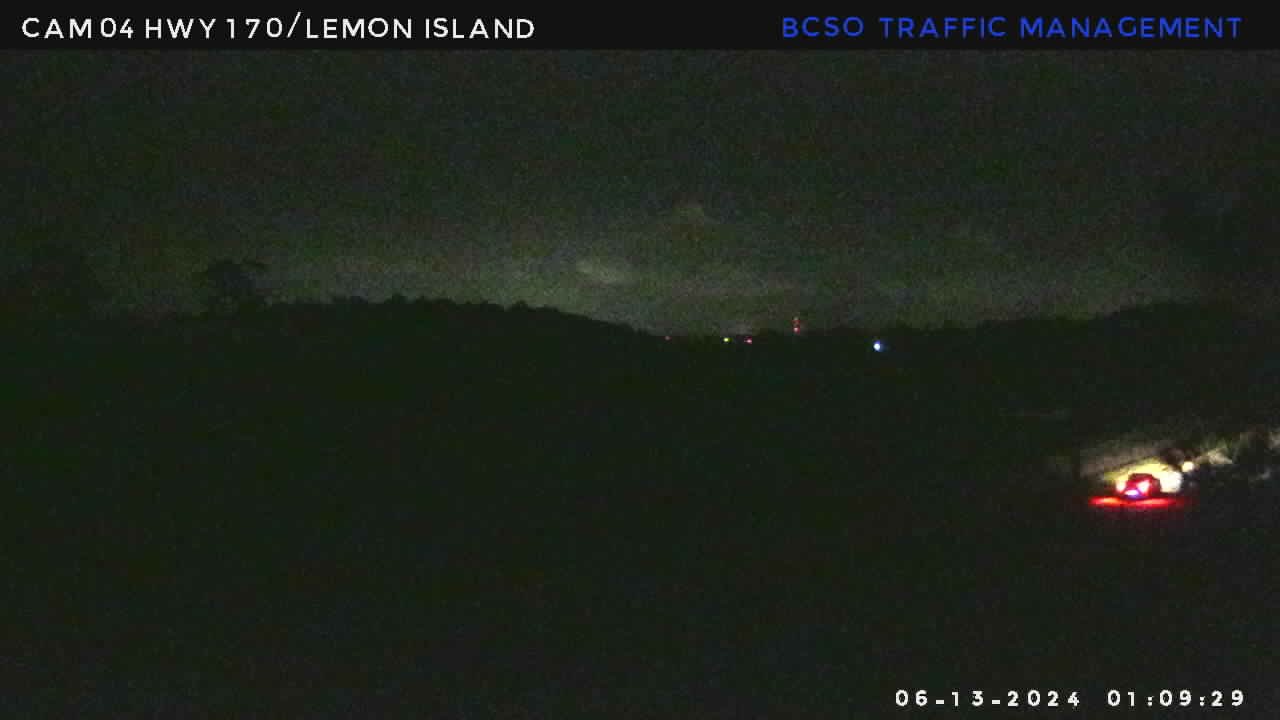 CAM04 HWY 170/LEMON ISLAND
BCSO TRAFFIC MANAGEMENT
06-13-2024 01:09:29